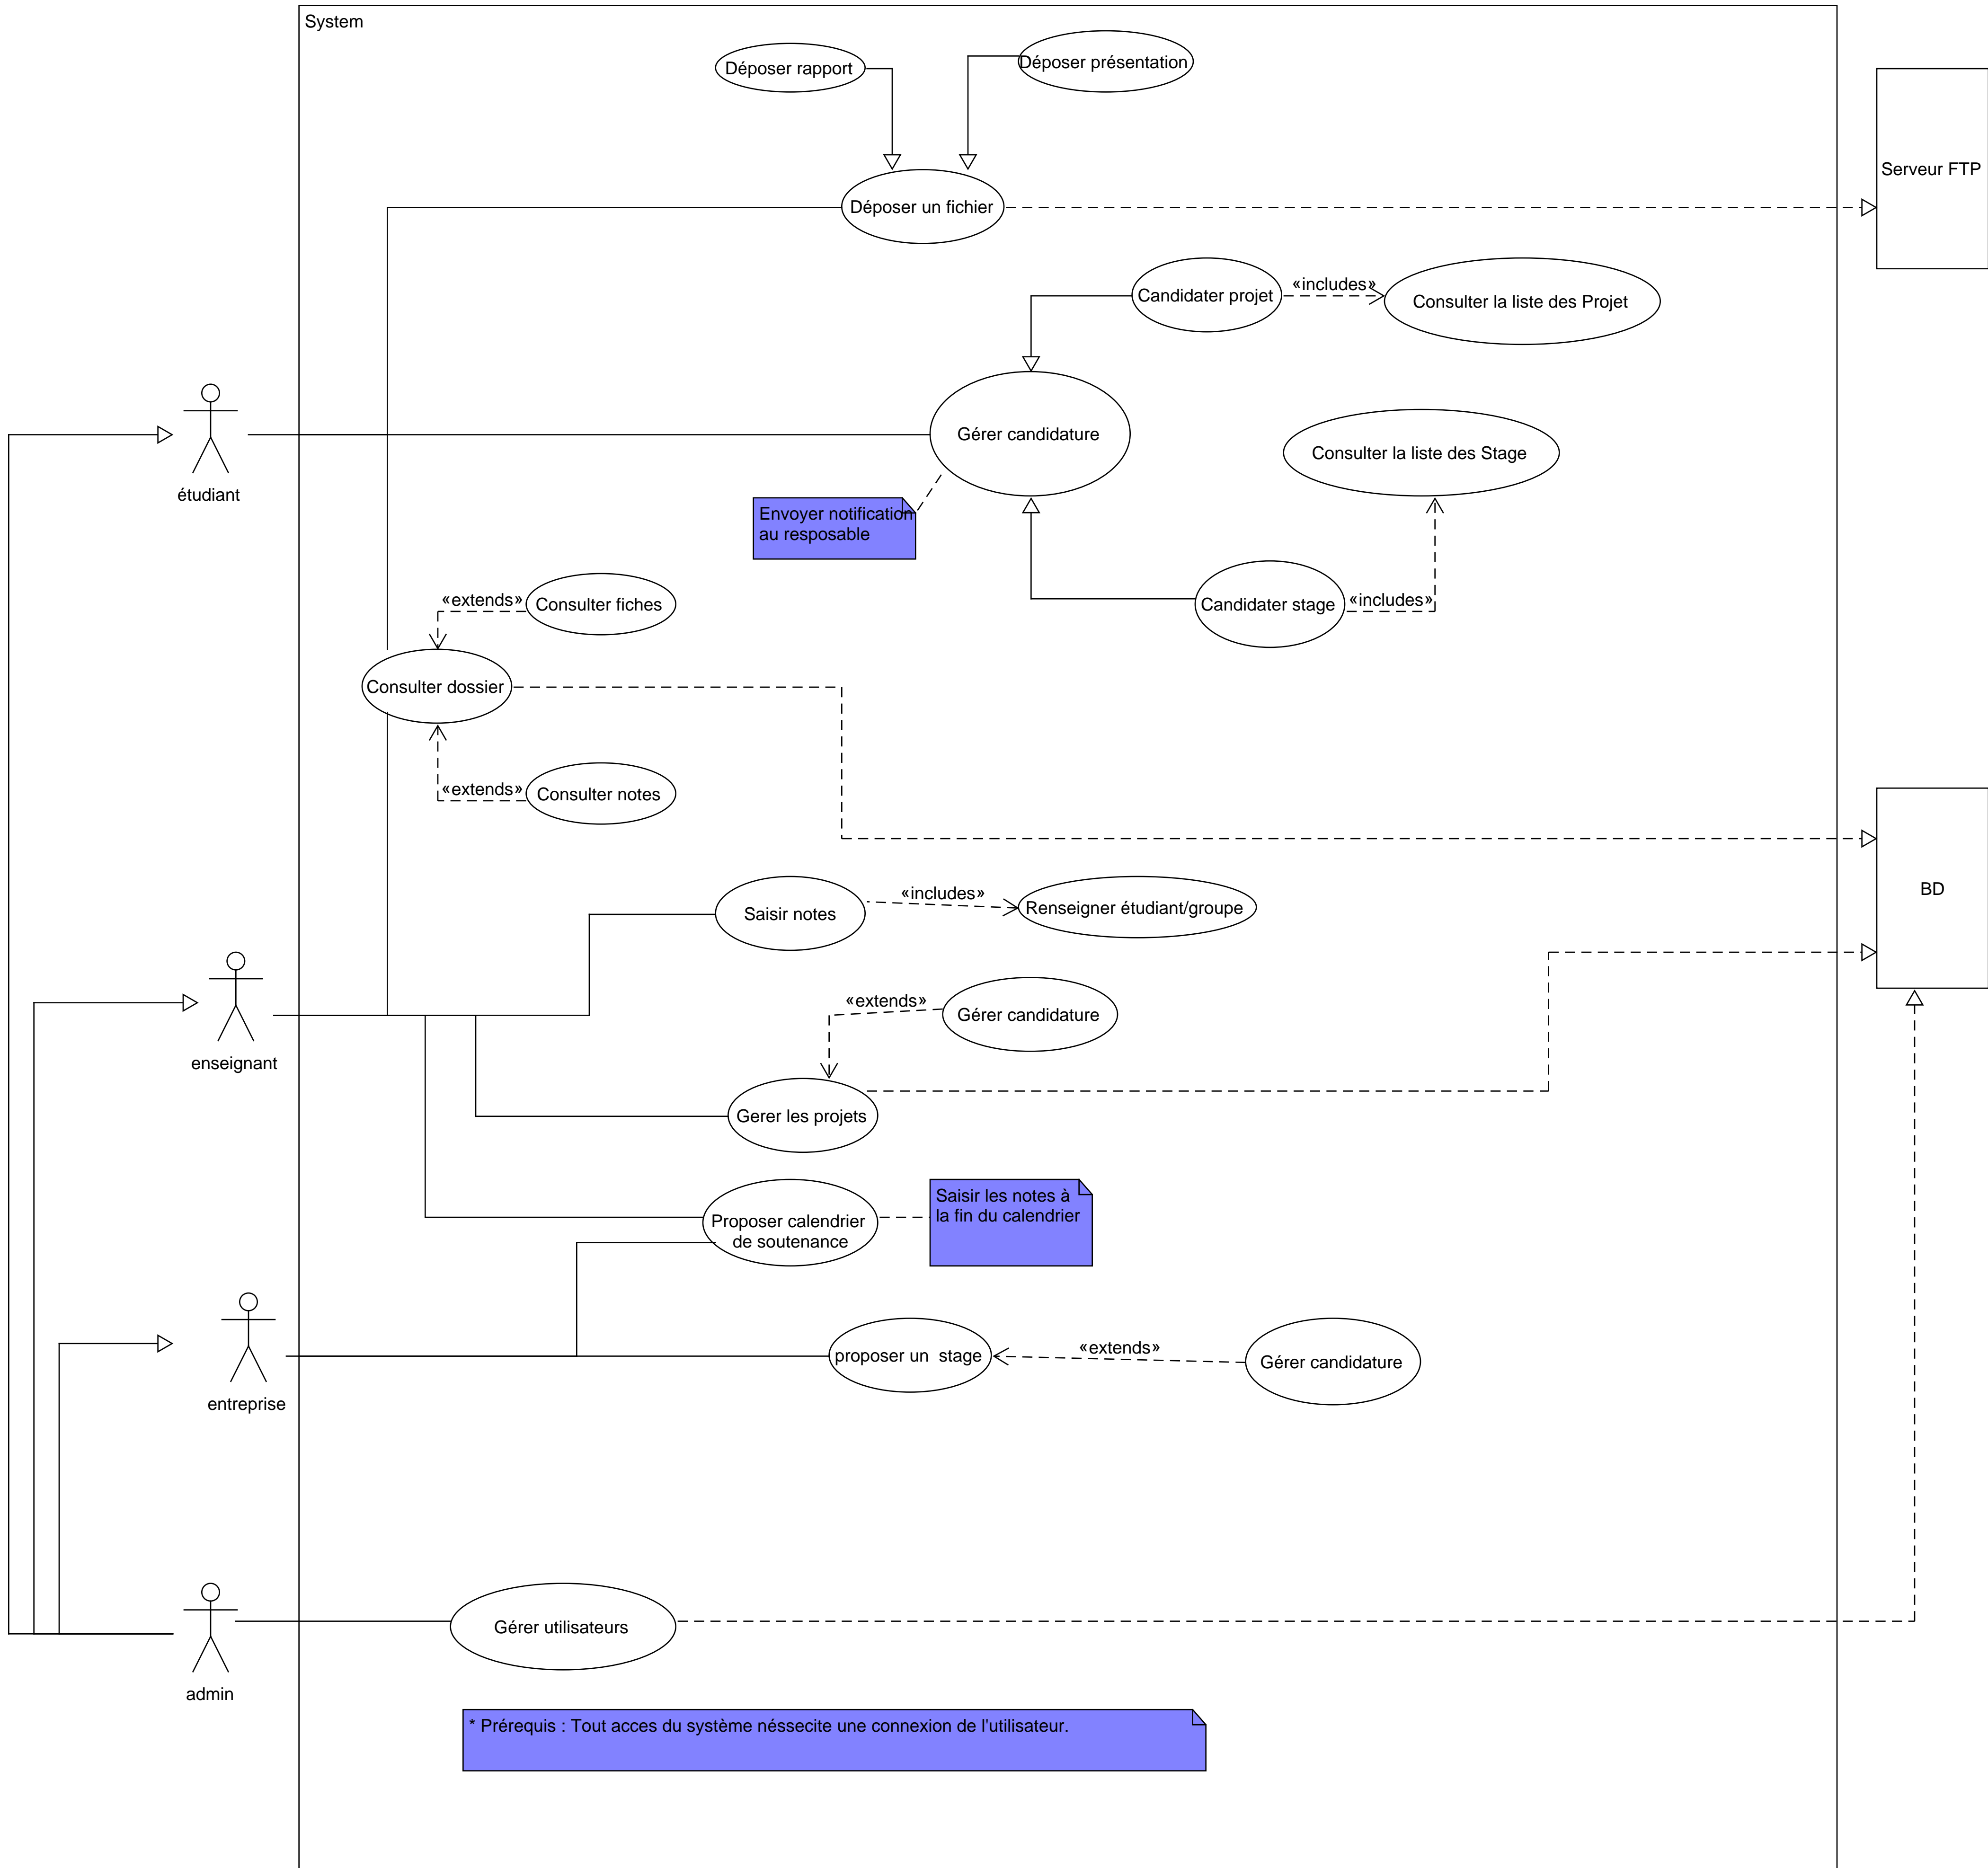 System
Déposer rapport
Déposer présentation
Serveur FTP
Déposer un fichier
Candidater projet
«includes»
Consulter la liste des Projet
étudiant
Gérer candidature
Consulter la liste des Stage
Envoyer notification
au resposable
«extends»
Consulter fiches
Candidater stage
«includes»
Consulter dossier
«extends»
Consulter notes
BD
Saisir notes
«includes»
Renseigner étudiant/groupe
enseignant
«extends»
Gérer candidature
Gerer les projets
Proposer calendrier
de soutenance
Saisir les notes à
la fin du calendrier
entreprise
proposer un stage
«extends»
Gérer candidature
admin
Gérer utilisateurs
* Prérequis : Tout acces du système néssecite une connexion de l'utilisateur.